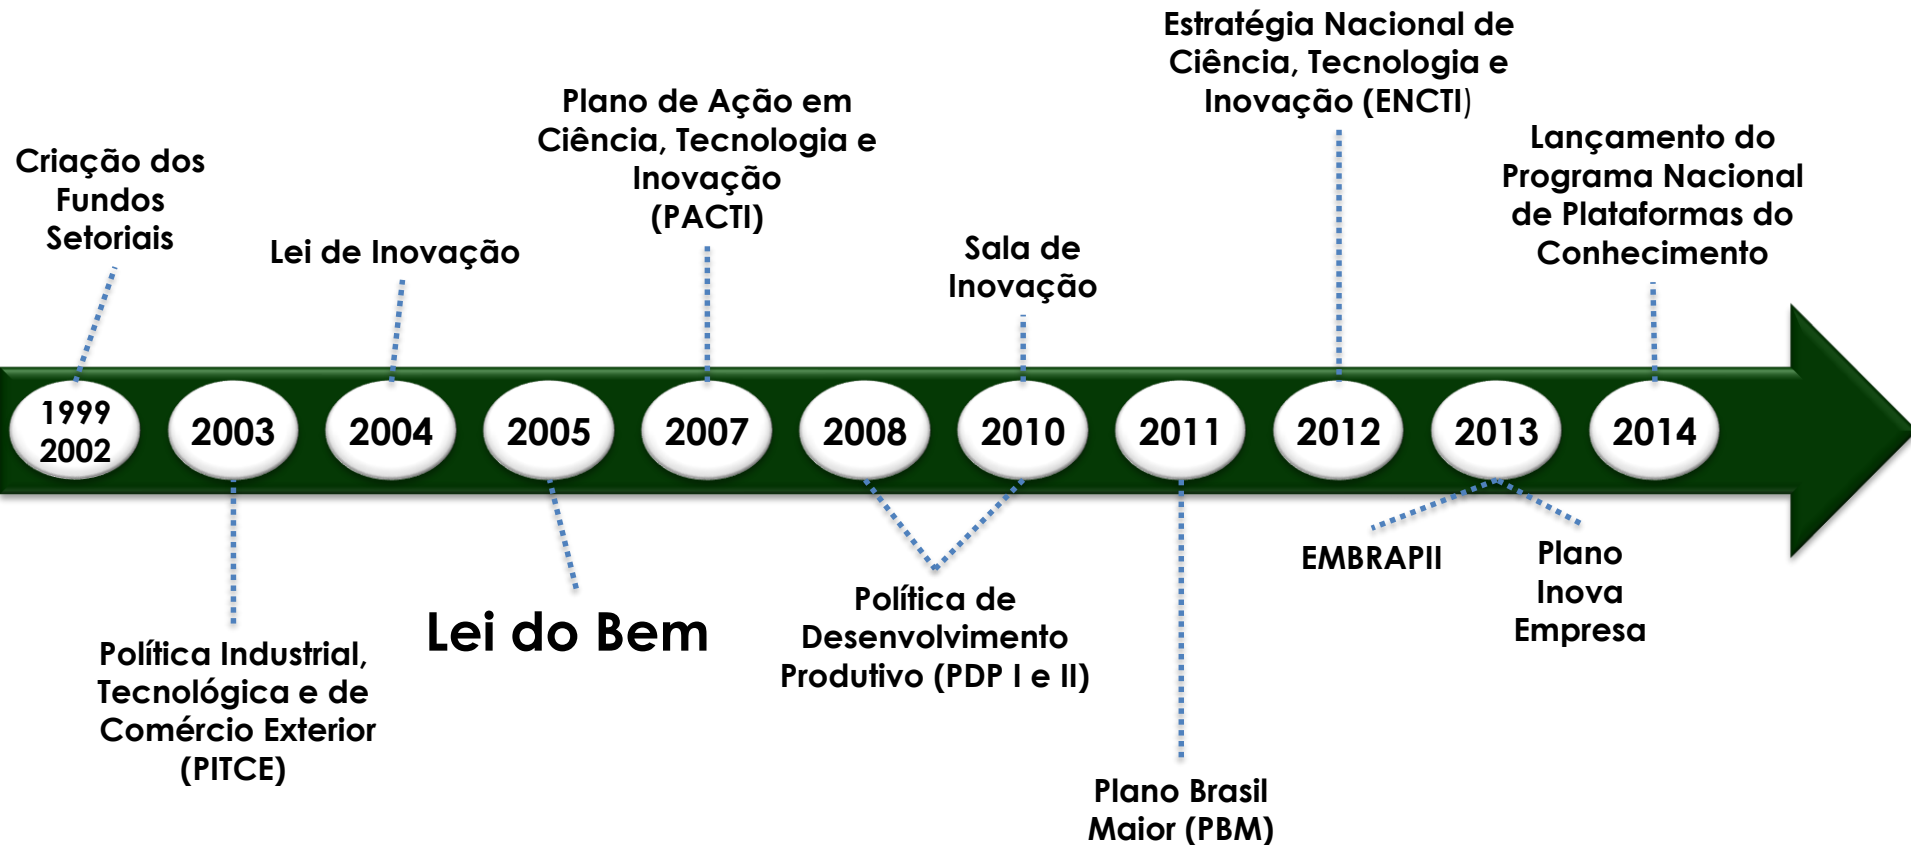 Estratégia Nacional de
Ciência, Tecnologia e
Inovação (ENCTI)
Plano de Ação em
Ciência, Tecnologia e
Inovação
(PACTI)
Lançamento do
Programa Nacional
de Plataformas do
Conhecimento
Criação dos
Fundos
Setoriais
Lei de Inovação
Sala de
Inovação
1999
2002
2003
2004
2005
2007
2008
2010
2011
2012
2013
2014
EMBRAPII
Plano
Inova
Empresa
Lei do Bem
Política de
Desenvolvimento
Produtivo (PDP I e II)
Política Industrial,
Tecnológica e de
Comércio Exterior
(PITCE)
Plano Brasil
Maior (PBM)